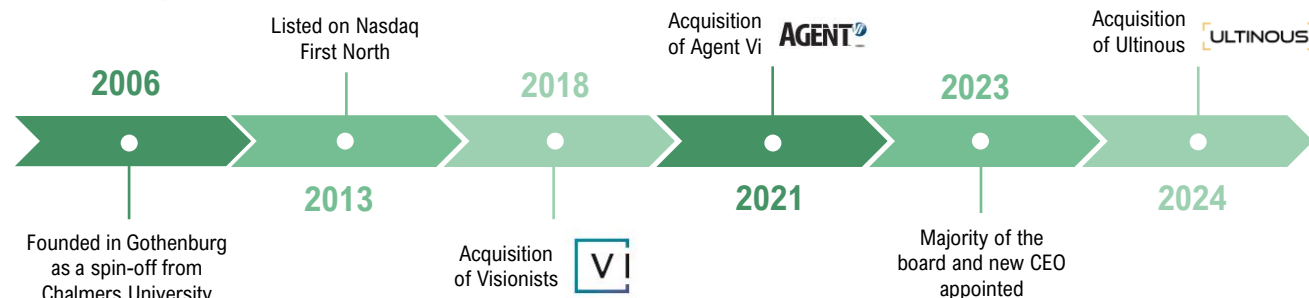 2006
Founded in Gothenburg
as a spin-off from
Chalmers University
Listed on Nasdaq
First North
2013
2018
Acquisition
of Visionists
VI
Acquisition
of Agent Vi
AGENT Vi
2021
2023
Majority of the
board and new CEO
appointed
Acquisition
of Ultinous
ULTINOUS
2024